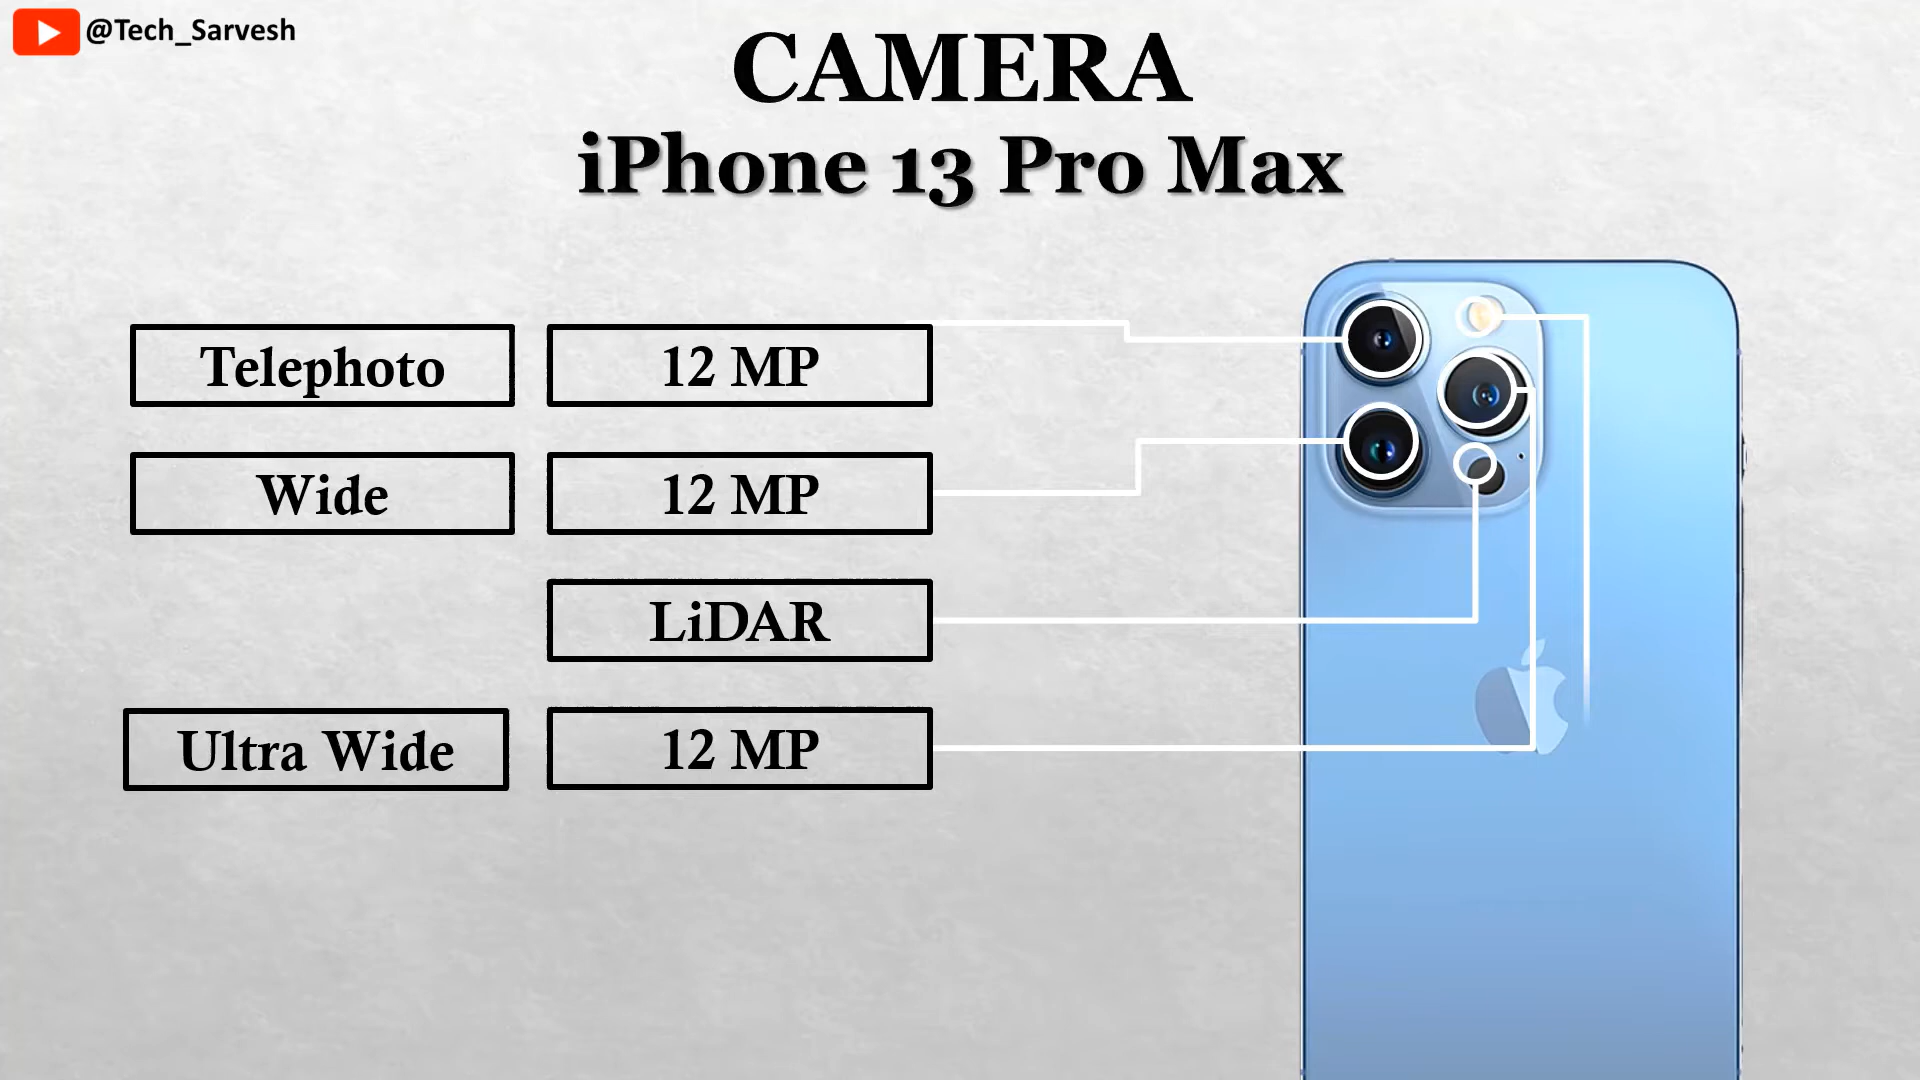 @Tech_Sarvesh
CAMERA
iPhone 13 Pro Max
Telephoto 12 MP
Wide 12 MP
LiDAR
Ultra Wide 12 MP